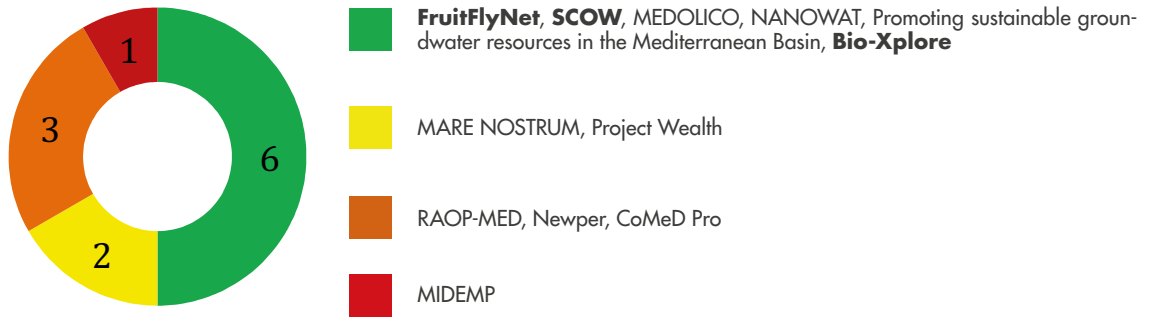 1
3
6
2
FruitFlyNet, SCOW, MEDOLICO, NANOWAT, Promoting sustainable groun-
dwater resources in the Mediterranean Basin, Bio-Xplore
MARE NOSTRUM, Project Wealth
RAOP-MED, Newper, CoMeD Pro
MIDEMP